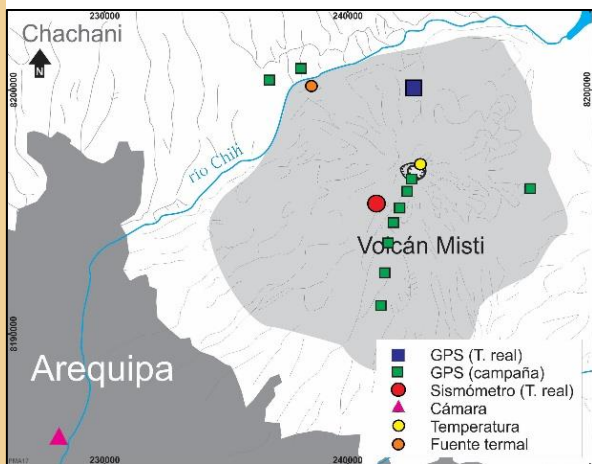 230000
240000
Chachani
N
8200000
8200000
río Chili
Volcán Misti
8190000
Arequipa
GPS (T. real)
GPS (campaña)
Sismómetro (T. real)
Cámara
Temperatura
Fuente termal
230000
240000